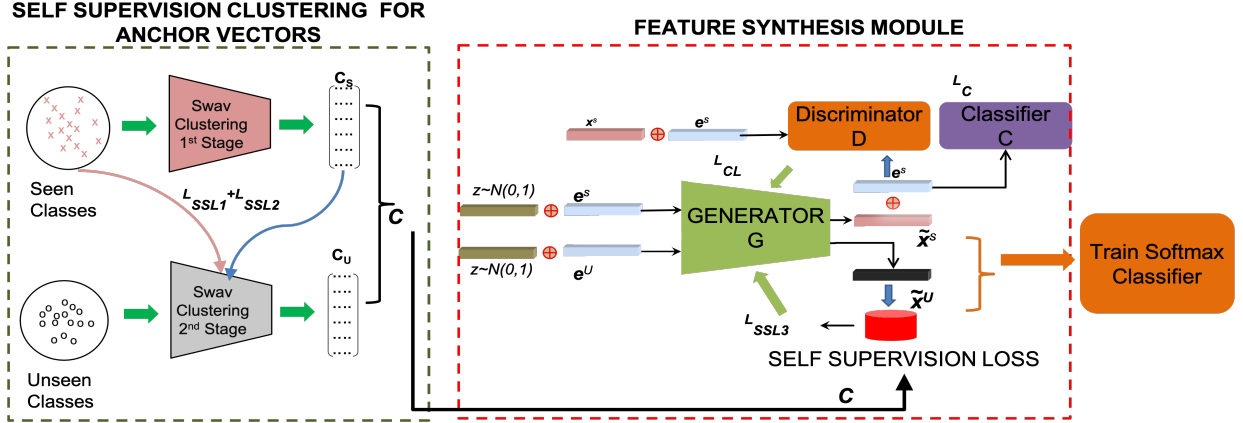 SELF SUPERVISION CLUSTERING FOR
ANCHOR VECTORS
Seen
Classes
Swav
Clustering
1st Stage
CS
LSSL1+LSSL2
C
Unseen
Classes
Swav
Clustering
2nd Stage
CU
FEATURE SYNTHESIS MODULE
xs
es
Discriminator
D
LC
Classifier
C
LCL
es
z~N(0,1)
eS
GENERATOR
G
x̃S
z~N(0,1)
eU
x̃U
LSSL3
SELF SUPERVISION LOSS
C
Train Softmax
Classifier